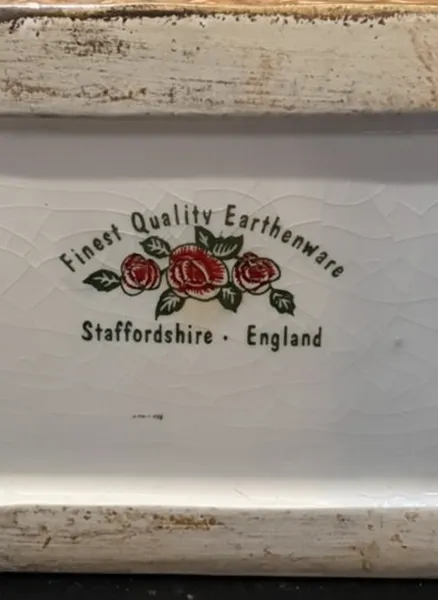 Finest Quality Earthenware
Staffordshire · England